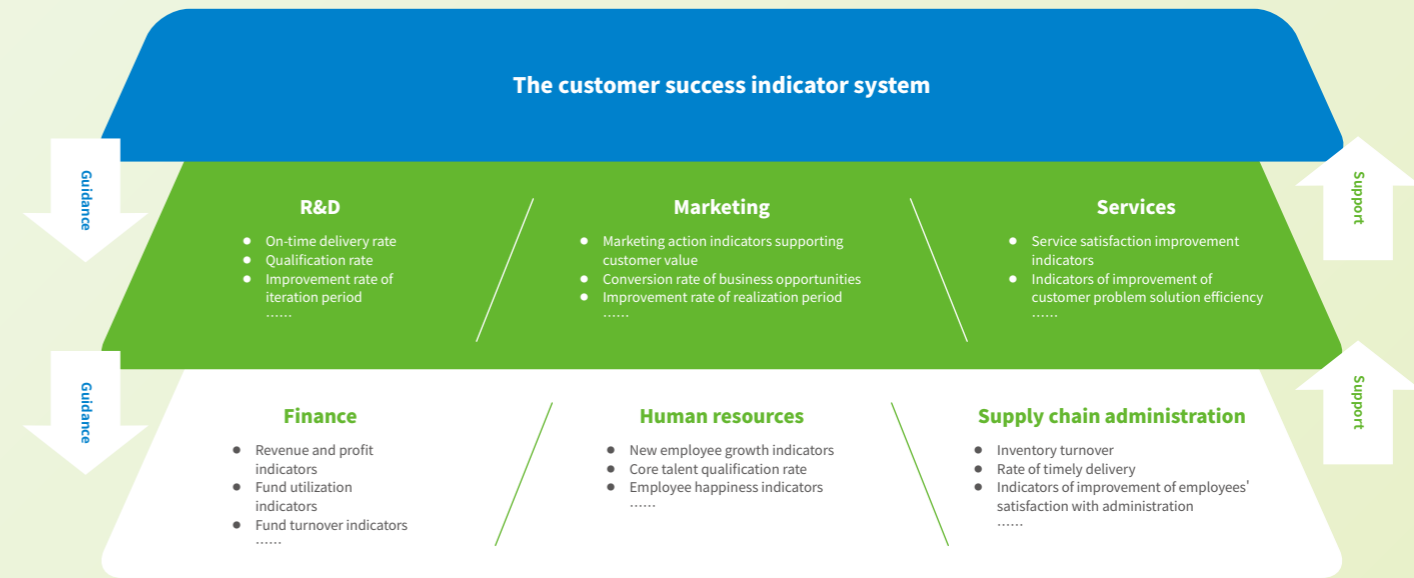 The customer success indicator system
Guidance
Support
R&D
● On-time delivery rate
● Qualification rate
● Improvement rate of
iteration period
......
Marketing
● Marketing action indicators supporting
customer value
● Conversion rate of business opportunities
● Improvement rate of realization period
......
Services
● Service satisfaction improvement
indicators
● Indicators of improvement of
customer problem solution efficiency
......
Guidance
Support
Finance
● Revenue and profit
indicators
● Fund utilization
indicators
● Fund turnover indicators
......
Human resources
● New employee growth indicators
● Core talent qualification rate
● Employee happiness indicators
......
Supply chain administration
● Inventory turnover
● Rate of timely delivery
● Indicators of improvement of employees'
satisfaction with administration
......